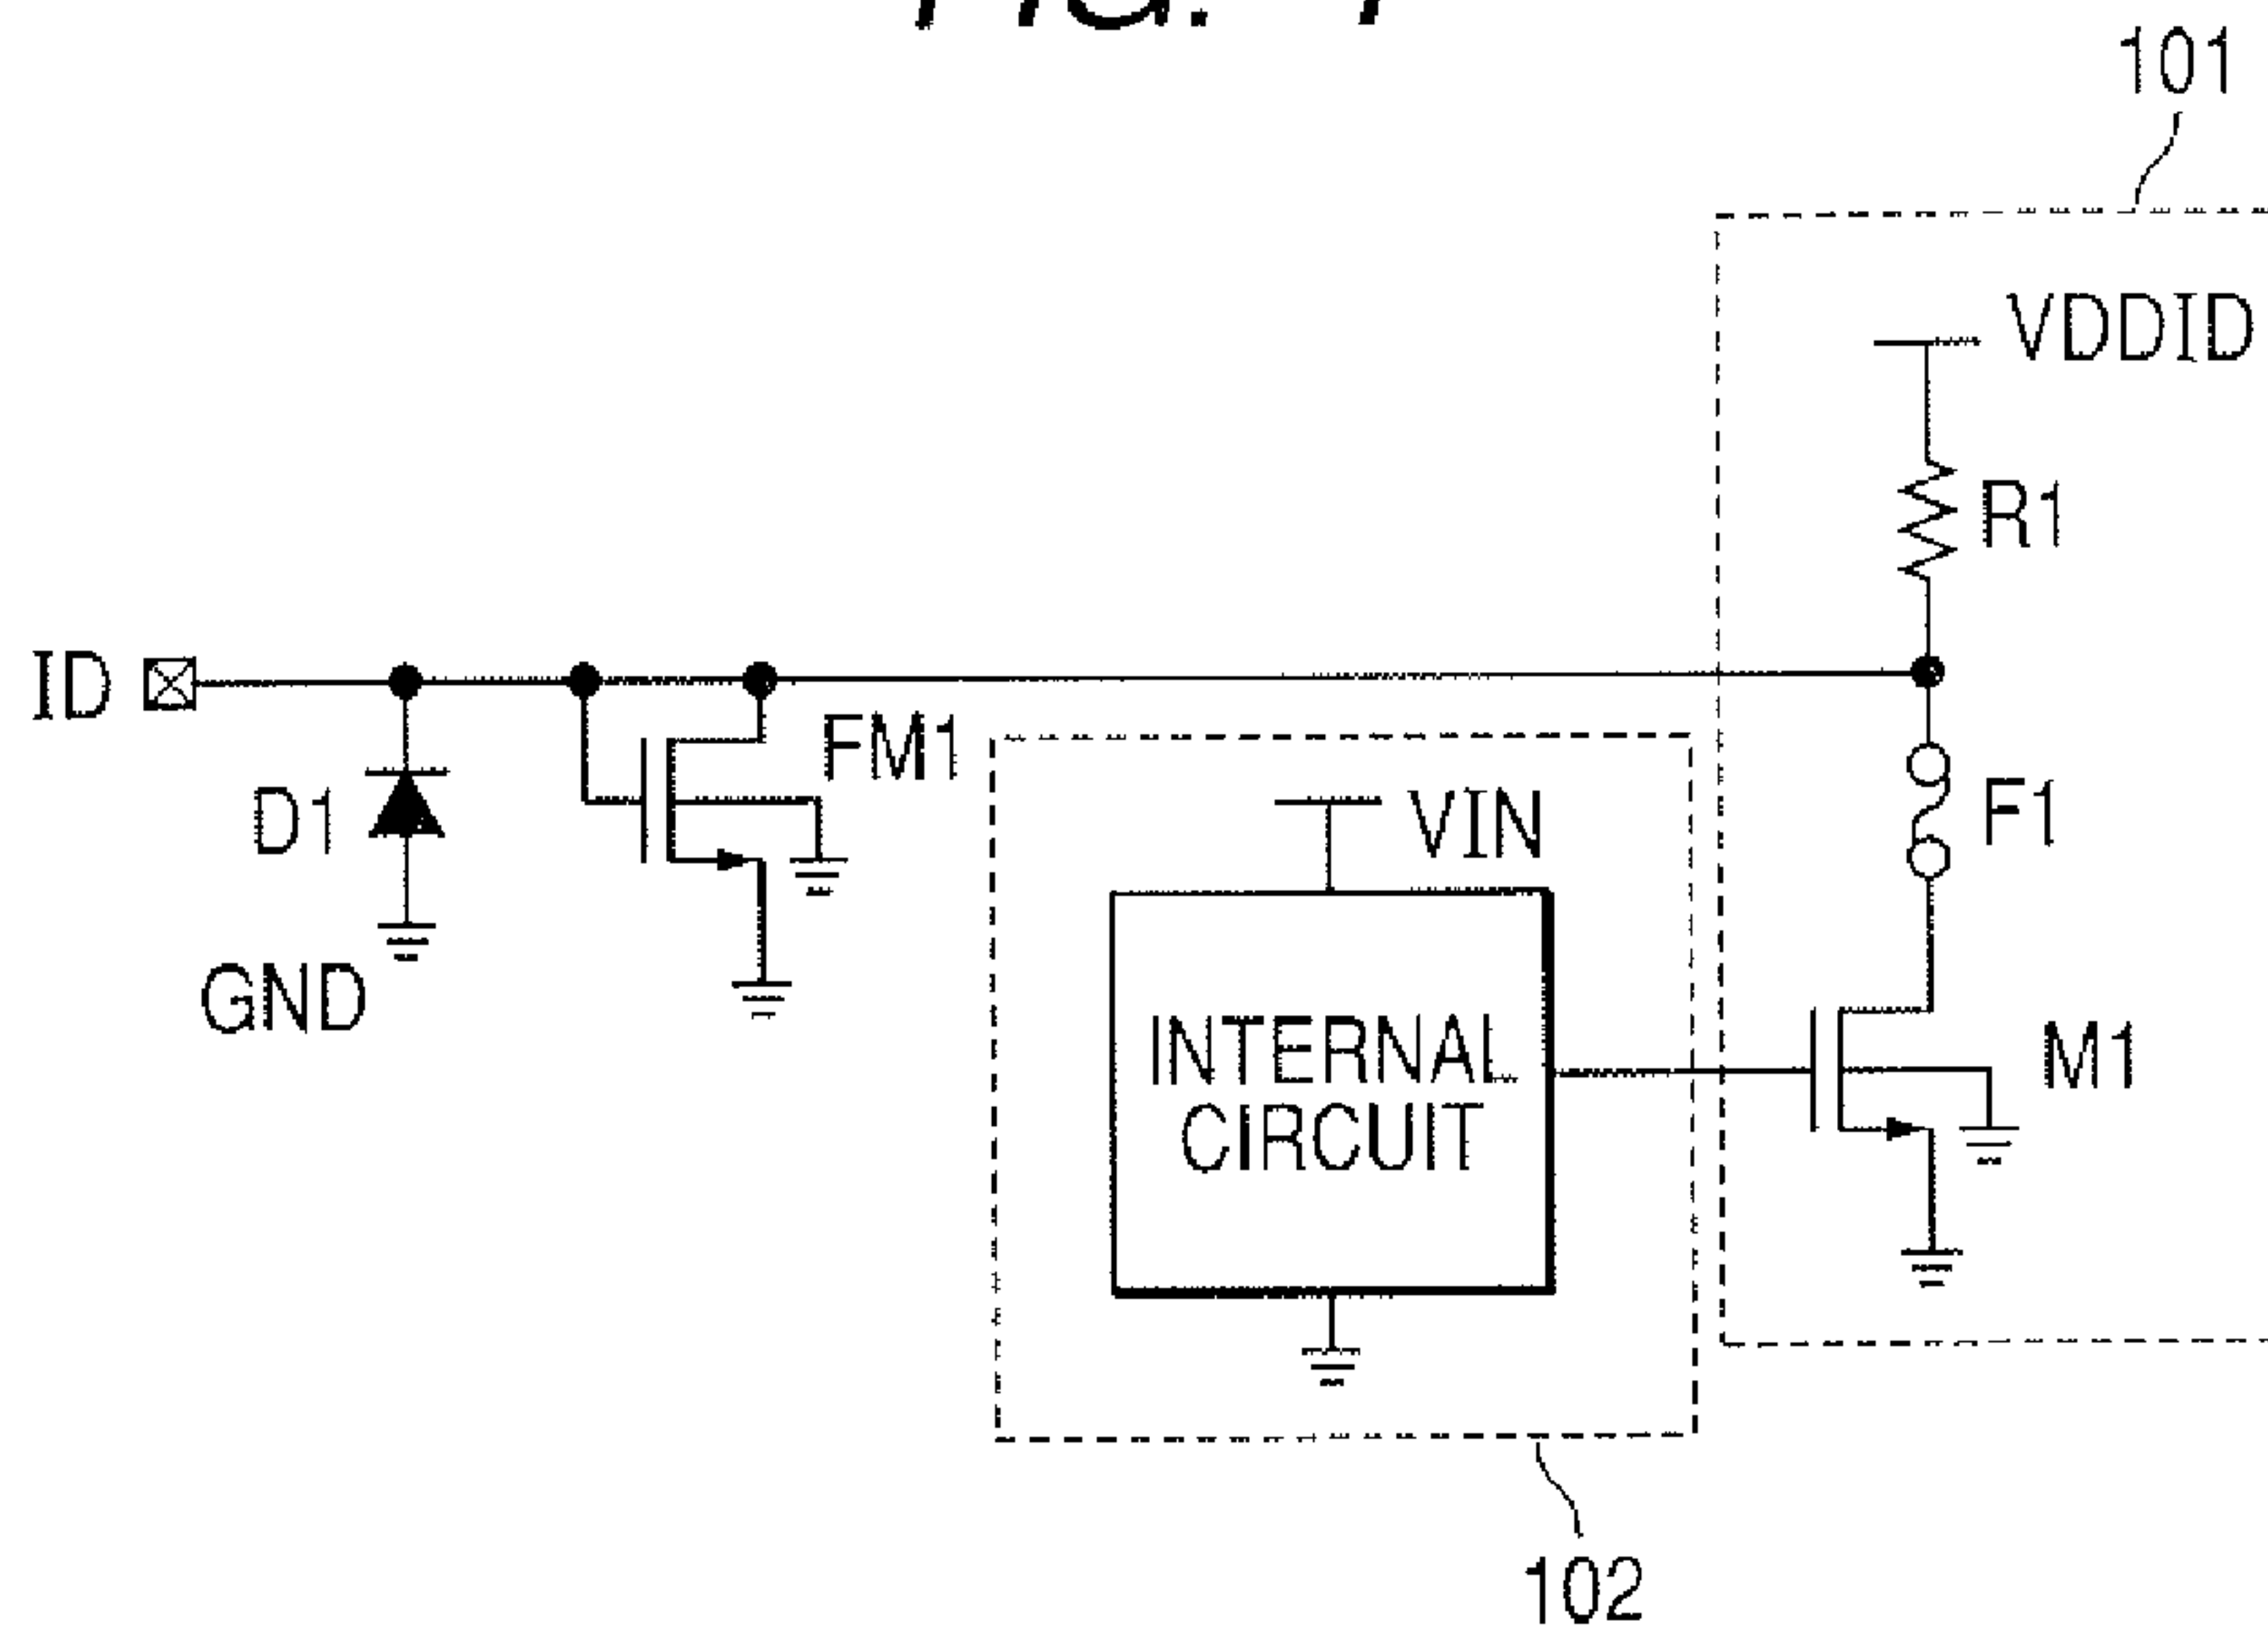 101
VDDID
R1
ID
FM1
D1
VIN
F1
GND
INTERNAL
CIRCUIT
M1
102